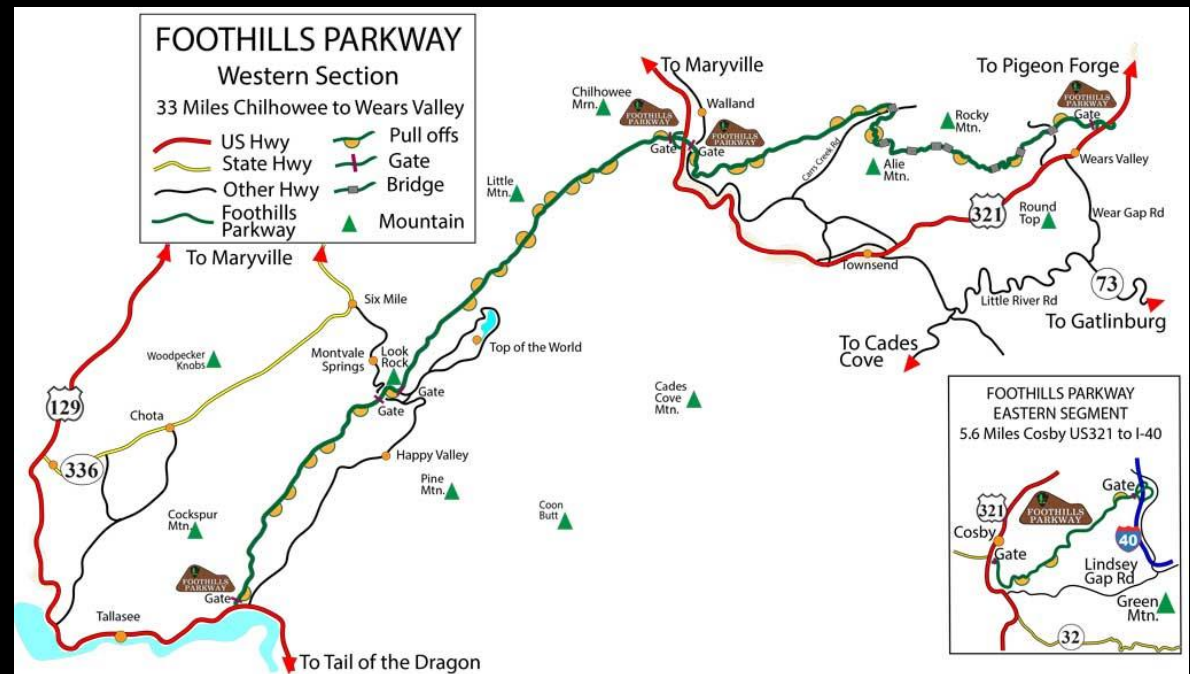 FOOTHILLS PARKWAY
Western Section
33 Miles Chilhowee to Wears Valley
US Hwy
State Hwy
Other Hwy
Foothills
Parkway
Pull offs
Gate
Bridge
Mountain
To Maryville
To Maryville
To Pigeon Forge
Chilhowee
Mrn.
Walland
FOOTHILLS
PARKWAY
FOOTHILLS
PARKWAY
FOOTHILLS
PARKWAY
Gate
Gate
Gate
Rocky
Mtn.
Wears Valley
Carrs Creek Rd
Alie
Mtn.
Little
Mtn.
321
Round
Top
Wear Gap Rd
Townsend
73
Little River Rd
To Gatlinburg
To Cades
Cove
Six Mile
Woodpecker
Knobs
Montvale
Springs
Look
Rock
Top of the World
Gate
Gate
129
Chota
336
Happy Valley
Cades
Cove
Mtn.
Pine
Mtn.
Coon
Butt
Cockspur
Mtn.
FOOTHILLS
PARKWAY
Gate
Tallasee
To Tail of the Dragon
FOOTHILLS PARKWAY
EASTERN SEGMENT
5.6 Miles Cosby US321 to I-40
Gate
321
FOOTHILLS
PARKWAY
Cosby
Gate
40
Lindsey
Gap Rd
Green
Mtn.
32